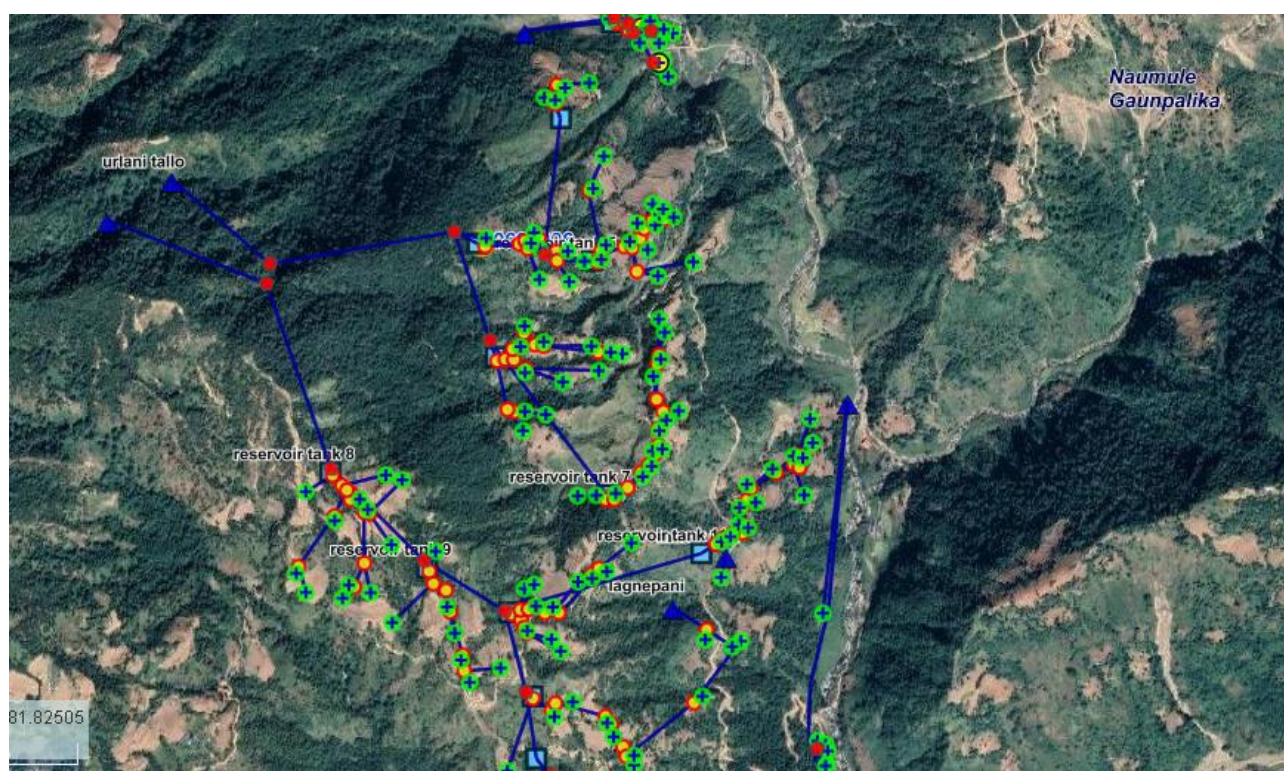 Naumule
Gaunpalika
urlani tallo
reservoir tank 8
reservoir tank 7
reservoir tank 9
lagnepani
81.82505